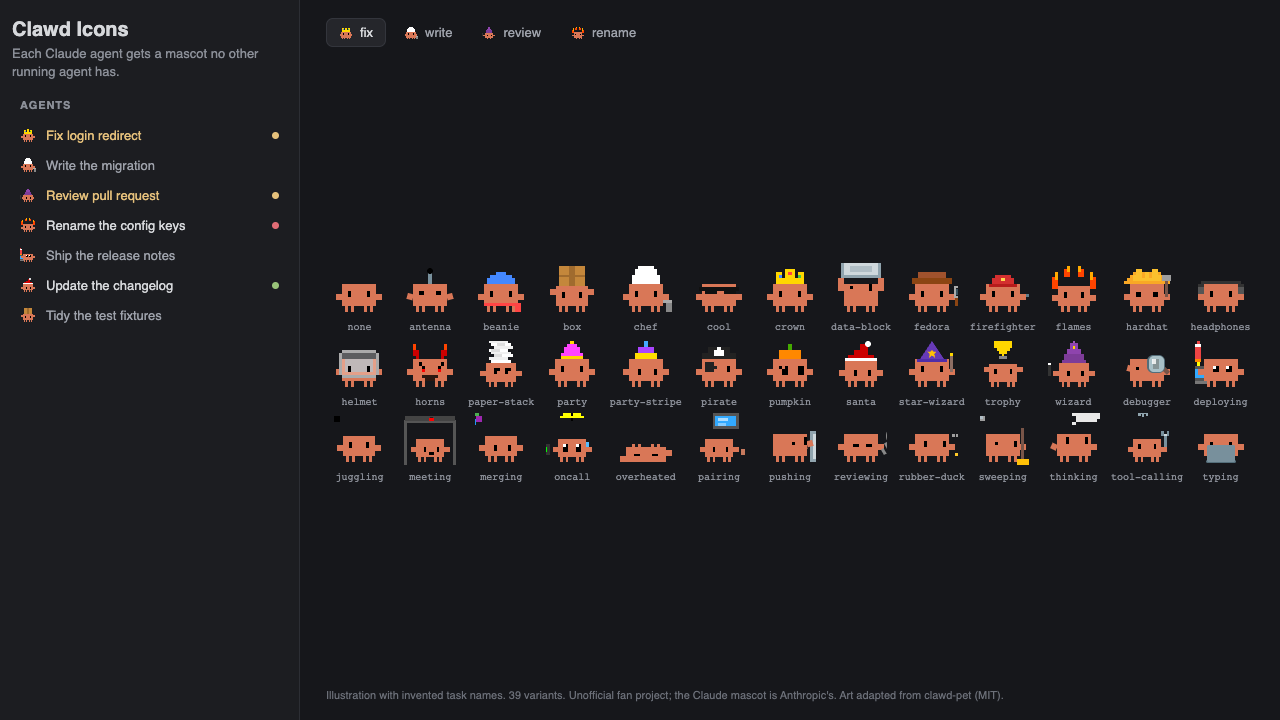 Clawd Icons
Each Claude agent gets a mascot no other
running agent has.
AGENTS
Fix login redirect
Write the migration
Review pull request
Rename the config keys
Ship the release notes
Update the changelog
Tidy the test fixtures
fix write review rename
none antenna beanie box chef cool crown data-block fedora firefighter flames hardhat headphones
helmet horns paper-stack party party-stripe pirate pumpkin santa star-wizard trophy wizard debugger deploying
juggling meeting merging oncall overheated pairing pushing reviewing rubber-duck sweeping thinking tool-calling typing
Illustration with invented task names. 39 variants. Unofficial fan project; the Claude mascot is Anthropic's. Art adapted from clawd-pet (MIT).